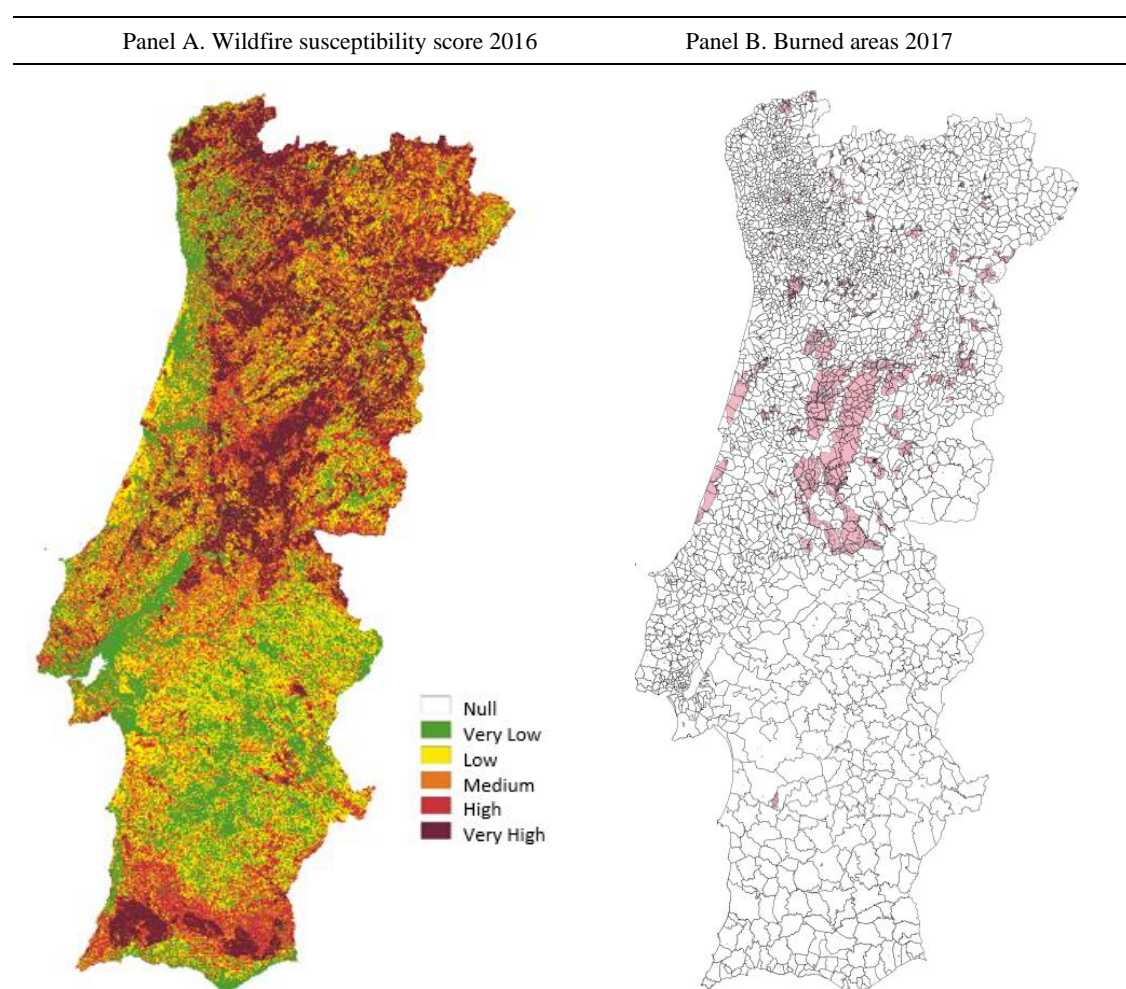 Panel A. Wildfire susceptibility score 2016
Panel B. Burned areas 2017
Null
Very Low
Low
Medium
High
Very High